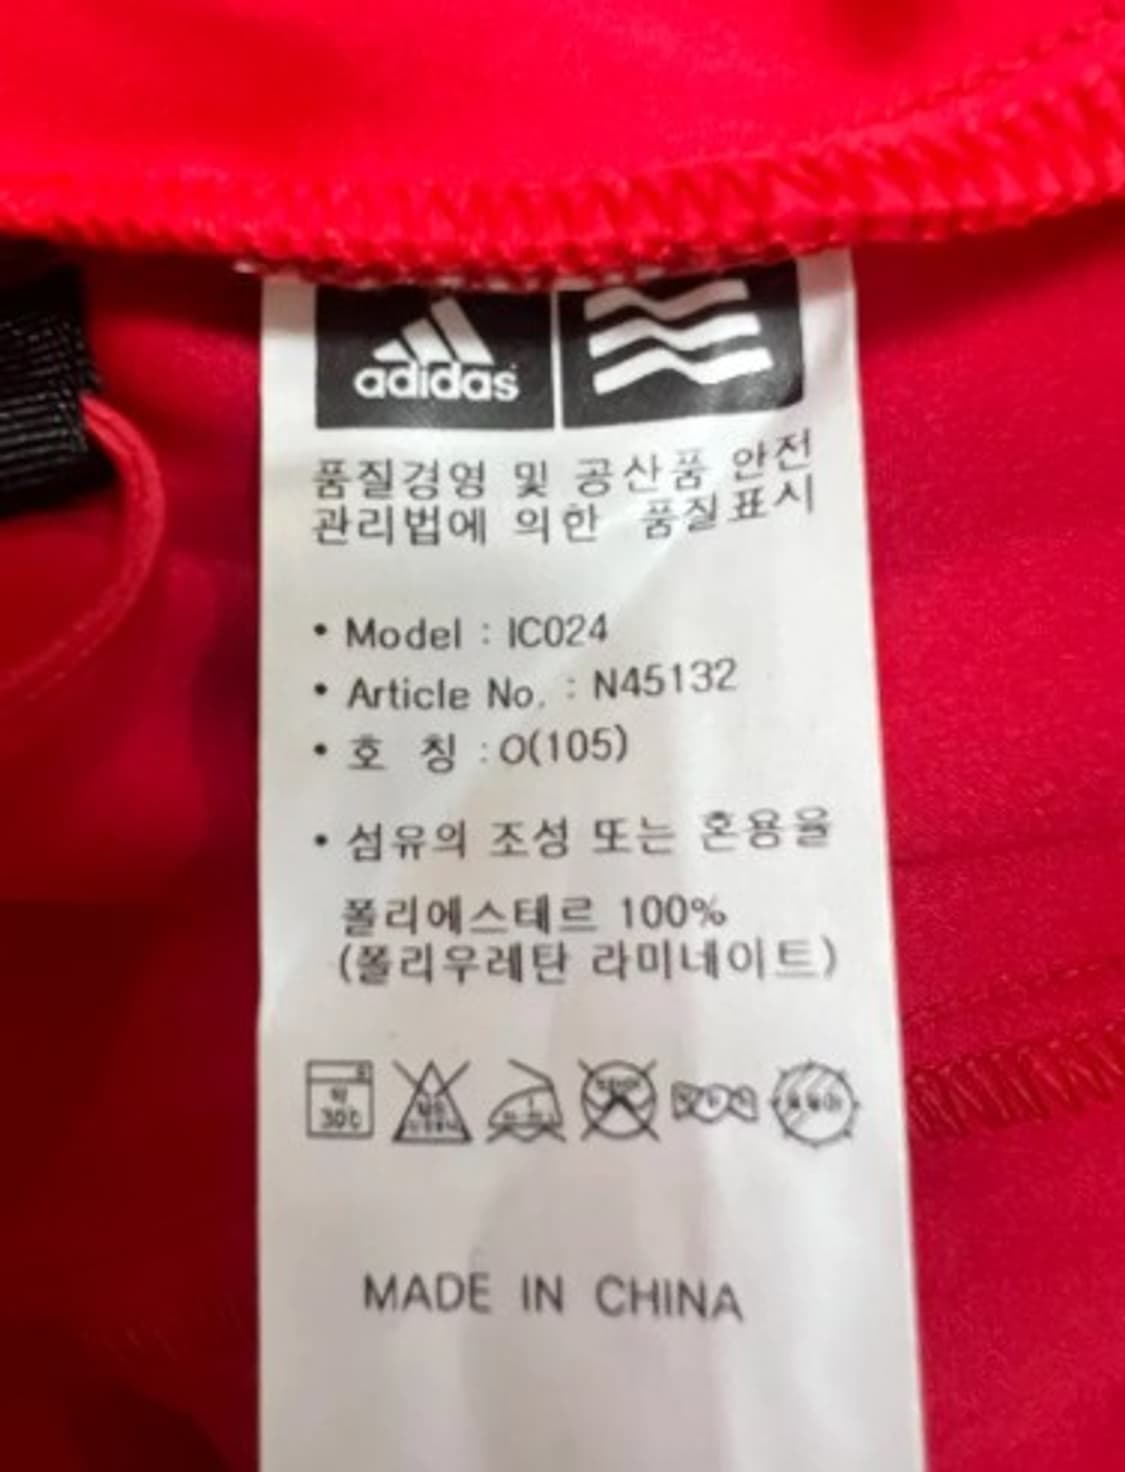 adidas
품질경영 및 공산품 안전
관리법에 의한 품질표시
• Model : IC024
• Article No. : N45132
• 호 칭 : O(105)
• 섬유의 조성 또는 혼용율
폴리에스테르 100%
(폴리우레탄 라미네이트)
약 30℃
MADE IN CHINA